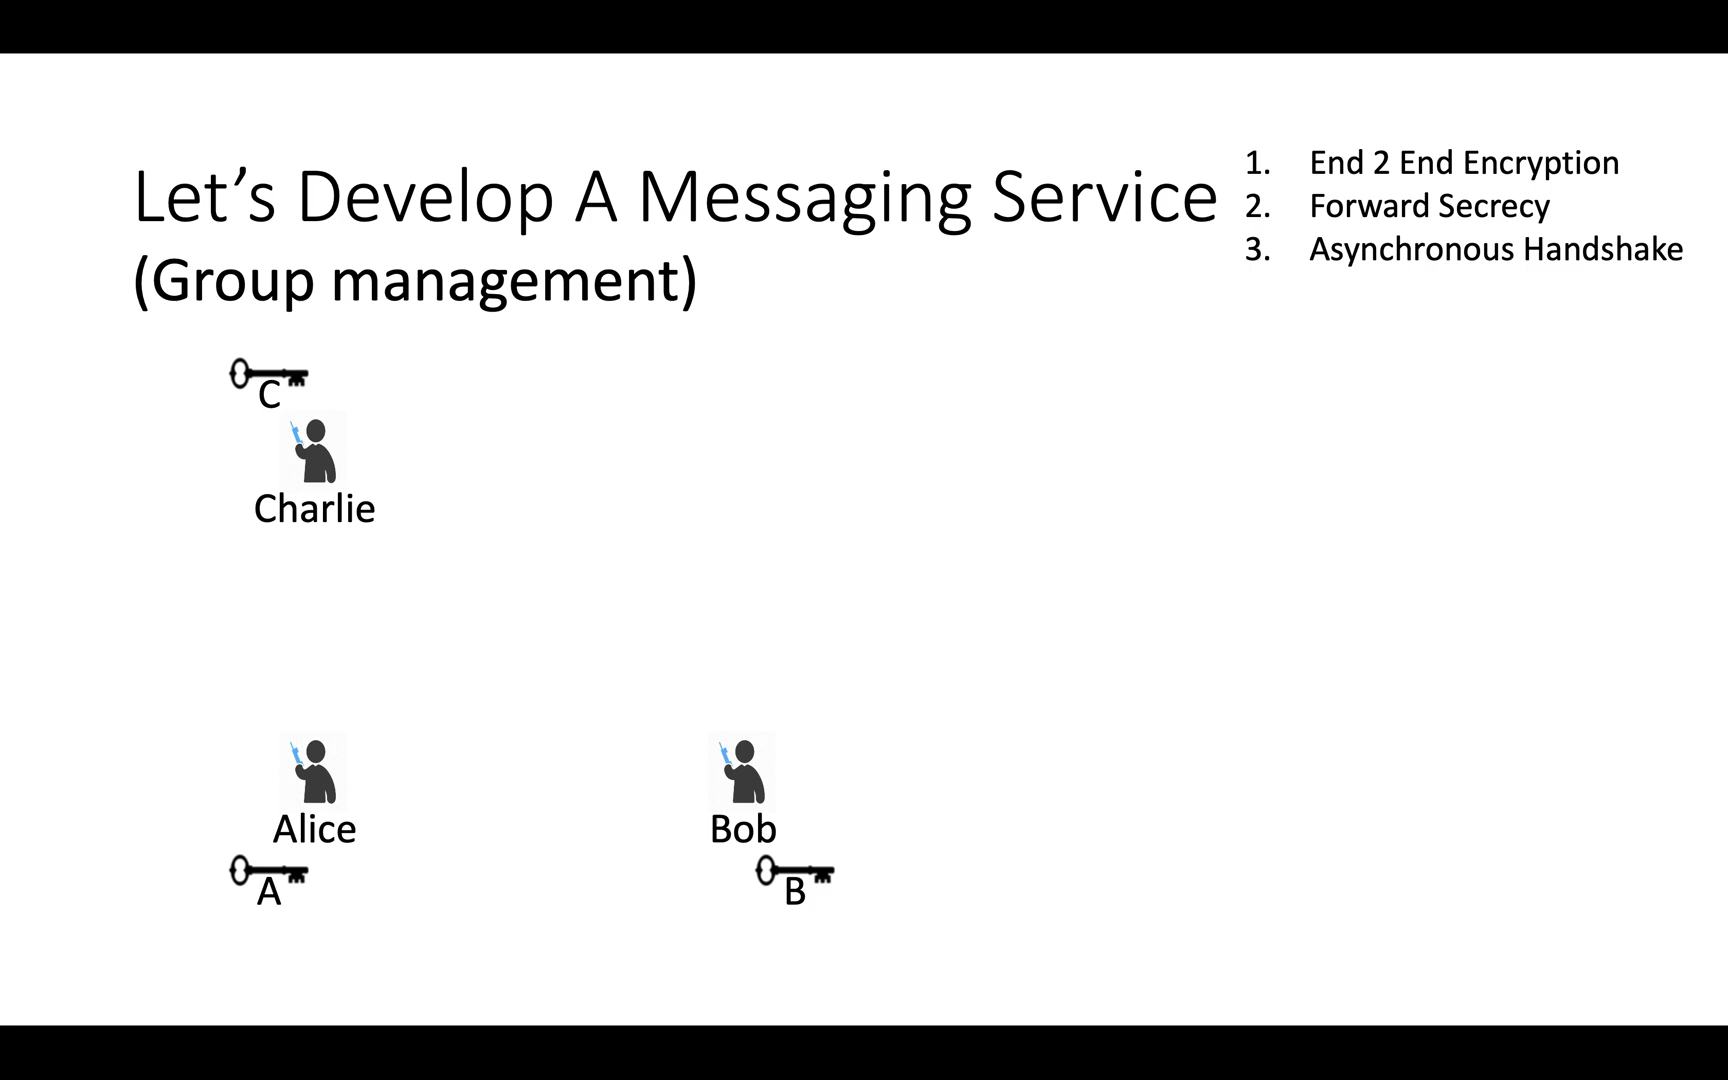 Let’s Develop A Messaging Service
(Group management)
1. End 2 End Encryption
2. Forward Secrecy
3. Asynchronous Handshake
C
Charlie
Alice
Bob
A
B